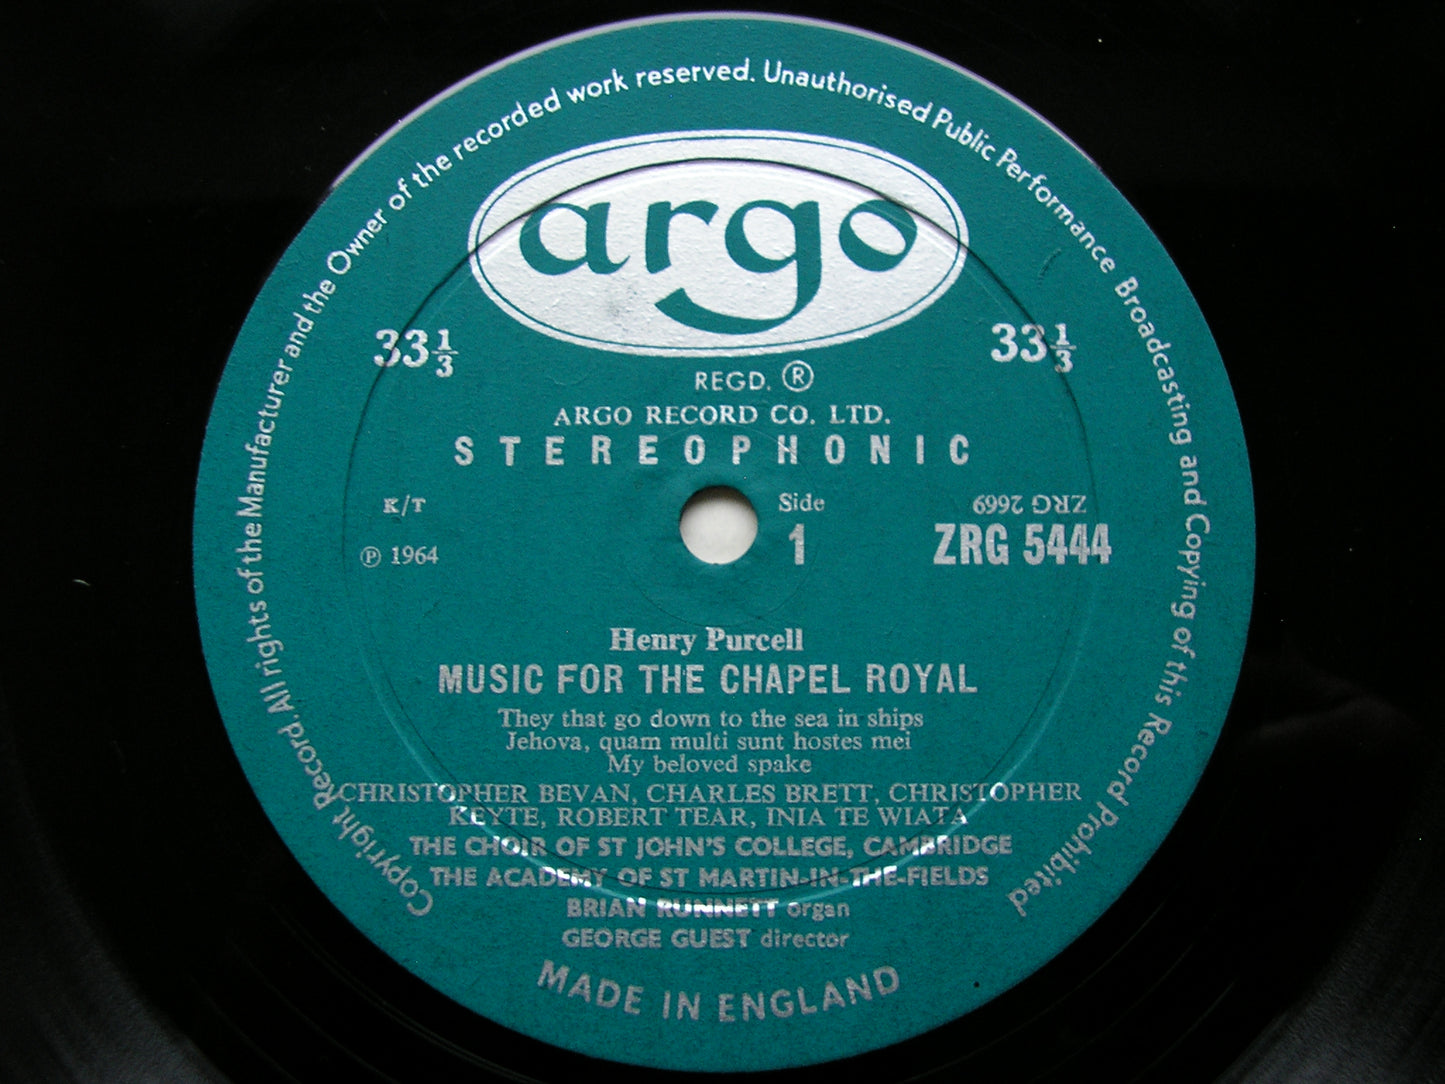 Copyright Record. All rights of the Manufacturer and the Owner of the recorded work reserved. Unauthorised Public Performance Broadcasting and Copying of this Record Prohibited
argo
33⅓ 33⅓
REGD. ®
ARGO RECORD CO. LTD.
STEREOPHONIC
K/T Side ZRG 2669
℗ 1964 1 ZRG 5444
Henry Purcell
MUSIC FOR THE CHAPEL ROYAL
They that go down to the sea in ships
Jehova, quam multi sunt hostes mei
My beloved spake
CHRISTOPHER BEVAN, CHARLES BRETT, CHRISTOPHER
KEYTE, ROBERT TEAR, INIA TE WIATA
THE CHOIR OF ST JOHN'S COLLEGE, CAMBRIDGE
THE ACADEMY OF ST MARTIN-IN-THE-FIELDS
BRIAN RUNNETT organ
GEORGE GUEST director
MADE IN ENGLAND